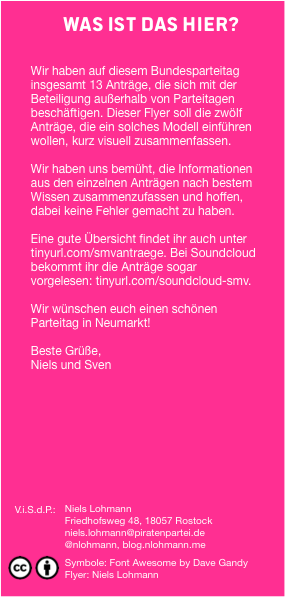 WAS IST DAS HIER?
Wir haben auf diesem Bundesparteitag
insgesamt 13 Anträge, die sich mit der
Beteiligung außerhalb von Parteitagen
beschäftigen. Dieser Flyer soll die zwölf
Anträge, die ein solches Modell einführen
wollen, kurz visuell zusammenfassen.
Wir haben uns bemüht, die Informationen
aus den einzelnen Anträgen nach bestem
Wissen zusammenzufassen und hoffen,
dabei keine Fehler gemacht zu haben.
Eine gute Übersicht findet ihr auch unter
tinyurl.com/smvantraege. Bei Soundcloud
bekommt ihr die Anträge sogar
vorgelesen: tinyurl.com/soundcloud-smv.
Wir wünschen euch einen schönen
Parteitag in Neumarkt!
Beste Grüße,
Niels und Sven
V.i.S.d.P.: Niels Lohmann
Friedhofsweg 48, 18057 Rostock
niels.lohmann@piratenpartei.de
@nlohmann, blog.nlohmann.me
cc Symbole: Font Awesome by Dave Gandy
Flyer: Niels Lohmann